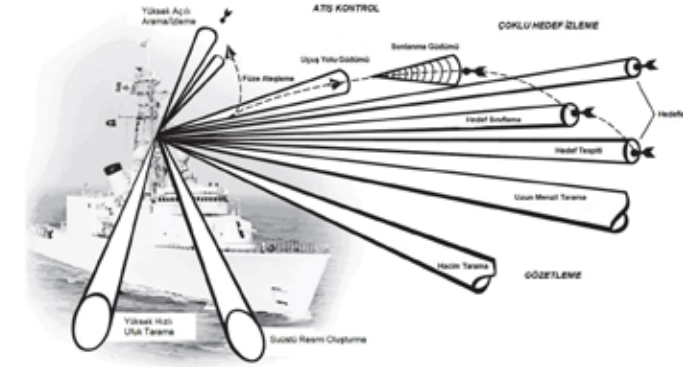 ATIŞ KONTROL
Yüksek Açılı
Arama/İzleme
ÇOKLU HEDEF İZLEME
Sonlanma Güdümü
Uçuş Yolu Güdümü
Füze Ateşleme
Hedef Sınıflama
Hedefle
Hedef Tespiti
Uzun Menzil Tarama
Hacim Tarama
GÖZETLEME
Yüksek Hızlı
Ufuk Tarama
Suüstü Resmi Oluşturma